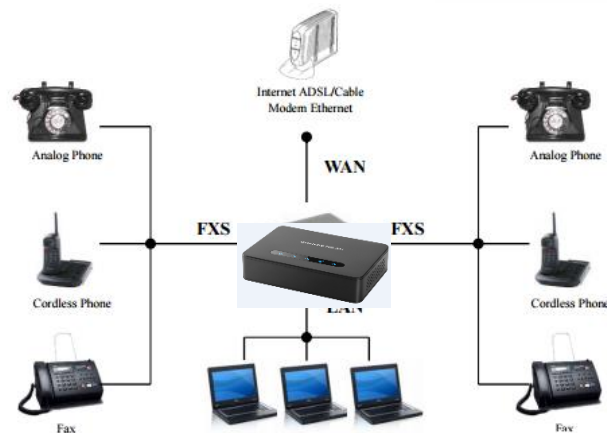 Internet ADSL/Cable
Modem Ethernet
Analog Phone
Analog Phone
WAN
FXS
FXS
Cordless Phone
Cordless Phone
LAN
Fax
Fax